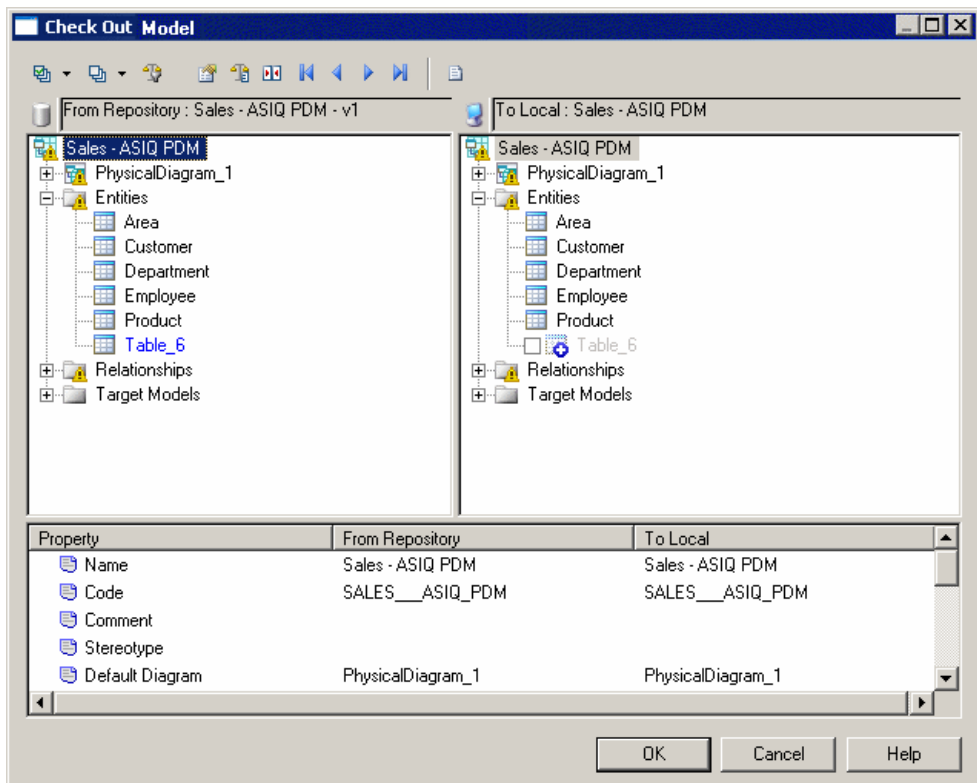 Check Out Model
From Repository : Sales - ASIQ PDM - v1
To Local : Sales - ASIQ PDM
Sales - ASIQ PDM
PhysicalDiagram_1
Entities
Area
Customer
Department
Employee
Product
Table_6
Relationships
Target Models
Sales - ASIQ PDM
PhysicalDiagram_1
Entities
Area
Customer
Department
Employee
Product
Table_6
Relationships
Target Models
Property From Repository To Local
Name Sales - ASIQ PDM Sales - ASIQ PDM
Code SALES___ASIQ_PDM SALES___ASIQ_PDM
Comment
Stereotype
Default Diagram PhysicalDiagram_1 PhysicalDiagram_1
OK Cancel Help